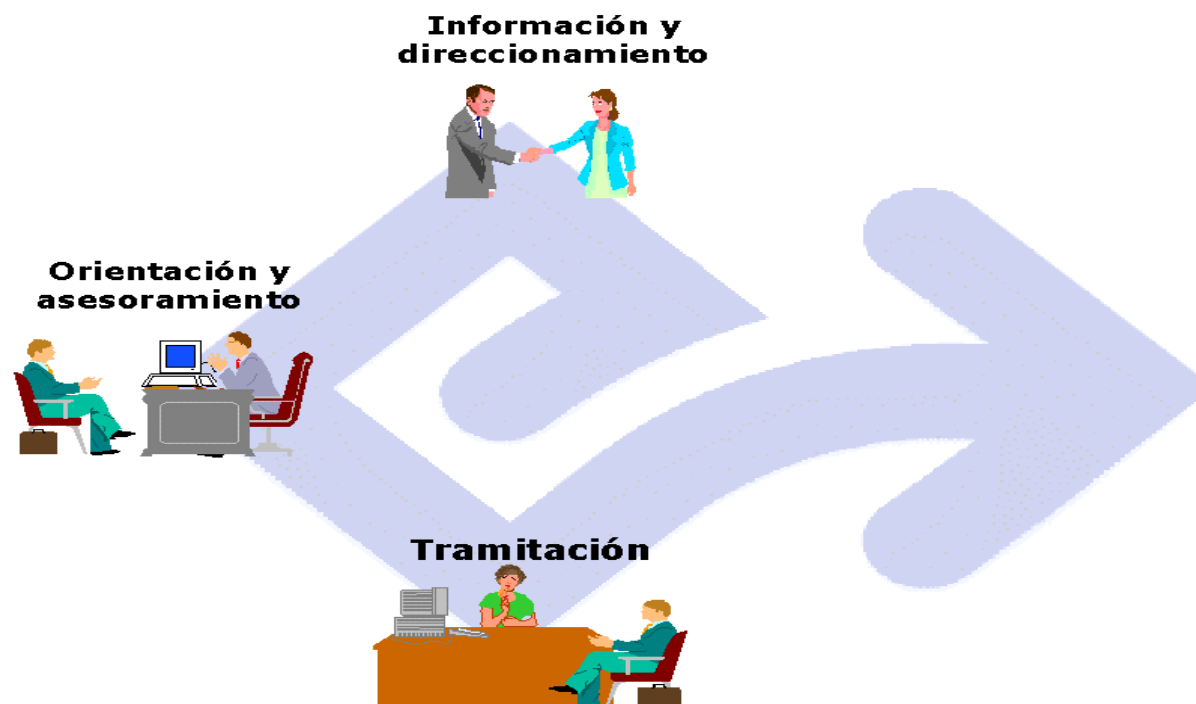 Información y
direccionamiento
Orientación y
asesoramiento
Tramitación